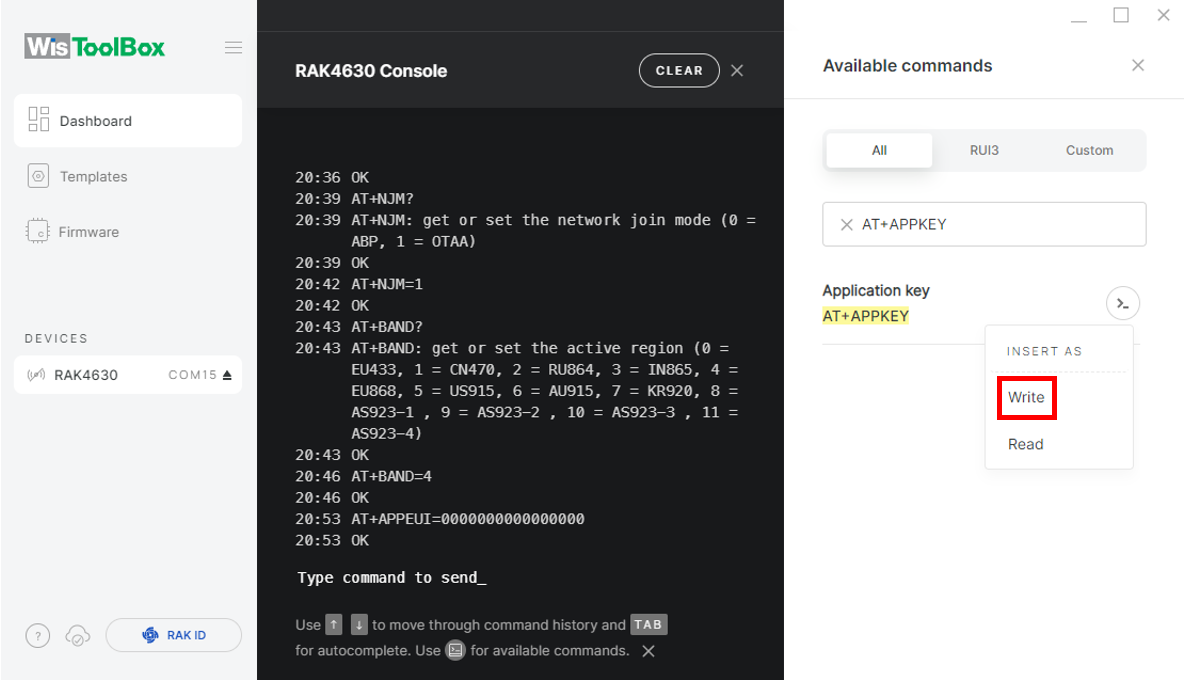 WisToolBox
Dashboard
Templates
Firmware
DEVICES
RAK4630 COM15
?
RAK ID
RAK4630 Console
CLEAR
20:36 OK
20:39 AT+NJM?
20:39 AT+NJM: get or set the network join mode (0 =
ABP, 1 = OTAA)
20:39 OK
20:42 AT+NJM=1
20:42 OK
20:43 AT+BAND?
20:43 AT+BAND: get or set the active region (0 =
EU433, 1 = CN470, 2 = RU864, 3 = IN865, 4 =
EU868, 5 = US915, 6 = AU915, 7 = KR920, 8 =
AS923-1 , 9 = AS923-2 , 10 = AS923-3 , 11 =
AS923-4)
20:43 OK
20:46 AT+BAND=4
20:46 OK
20:53 AT+APPEUI=0000000000000000
20:53 OK
Type command to send_
Use ↑ ↓ to move through command history and TAB
for autocomplete. Use for available commands.
Available commands
All RUI3 Custom
AT+APPKEY
Application key
AT+APPKEY
INSERT AS
Write
Read